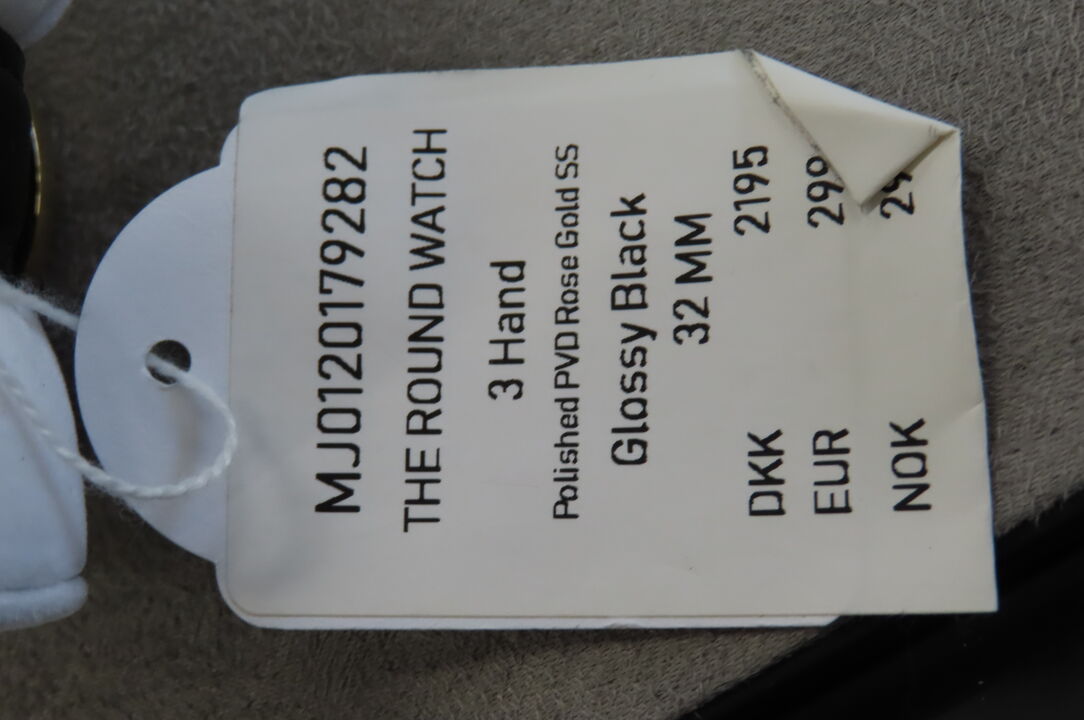 MJ0120179282
THE ROUND WATCH
3 Hand
Polished PVD Rose Gold SS
Glossy Black
32 MM
DKK 2195
EUR 299
NOK